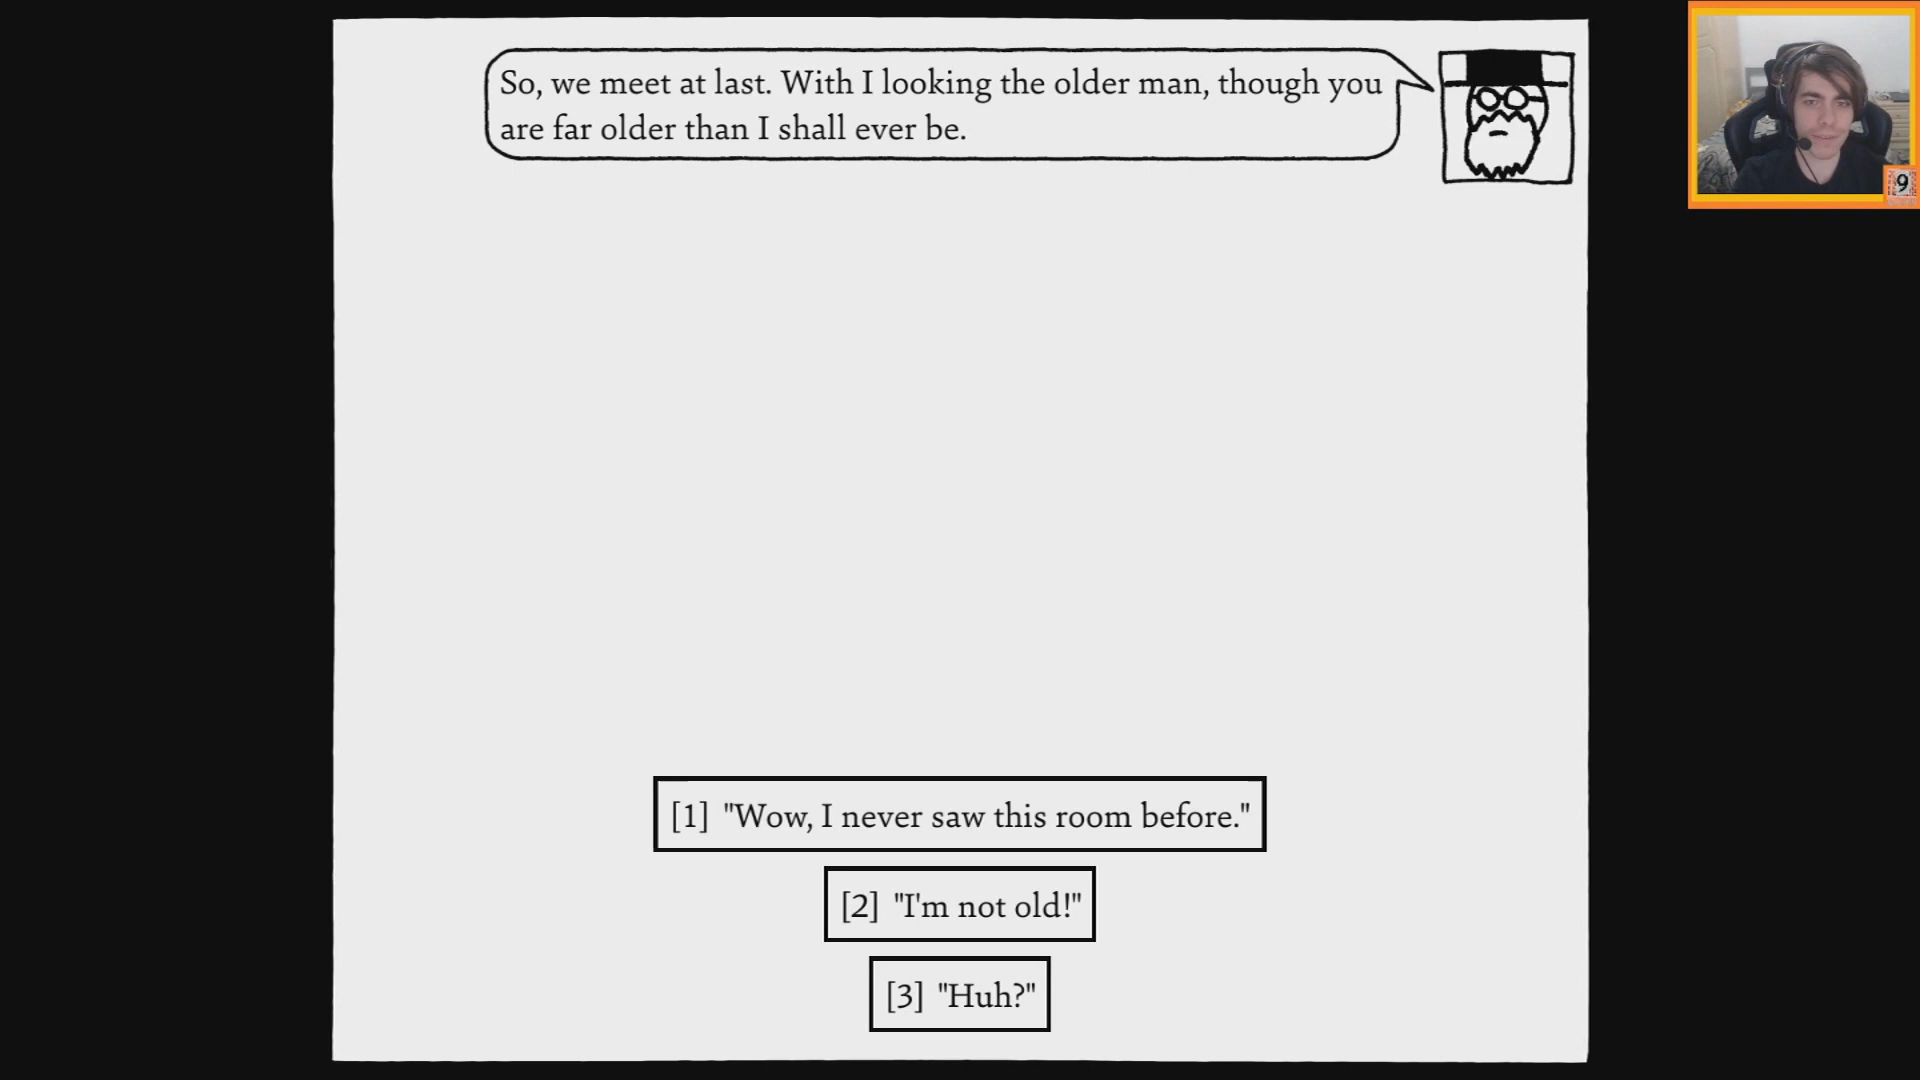 So, we meet at last. With I looking the older man, though you
are far older than I shall ever be.
9
[1] "Wow, I never saw this room before."
[2] "I'm not old!"
[3] "Huh?"